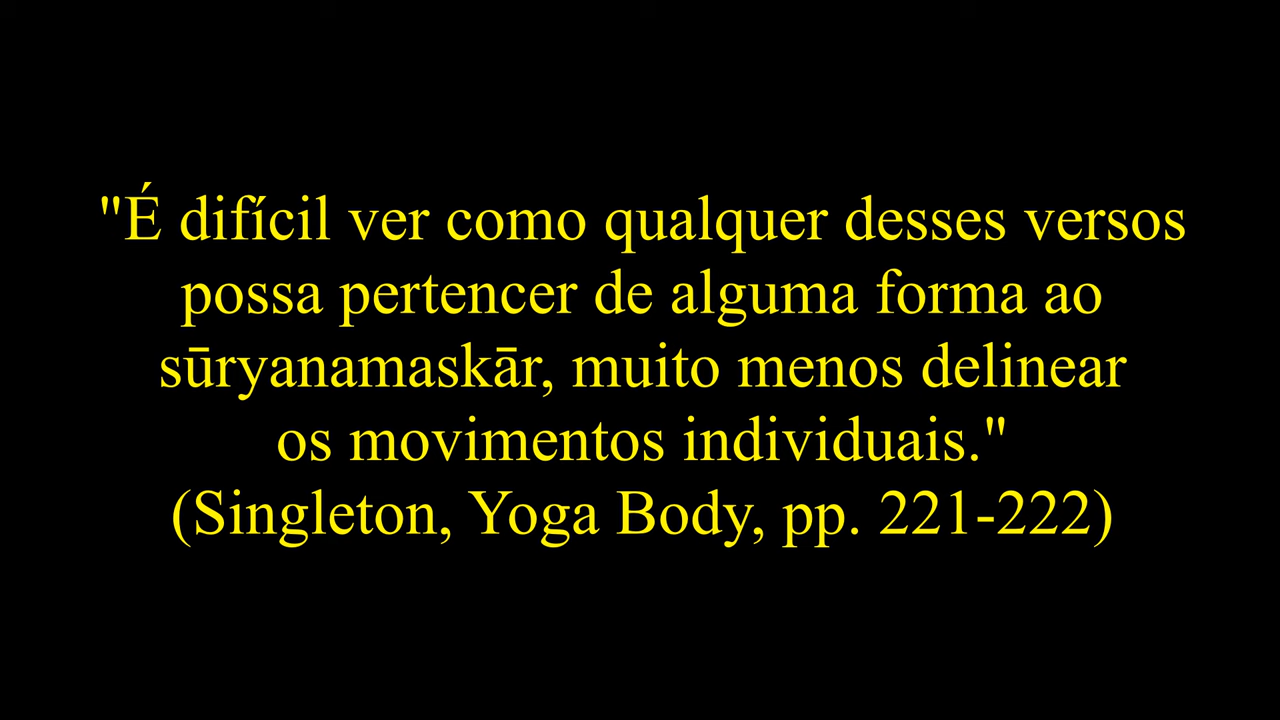 "É difícil ver como qualquer desses versos
possa pertencer de alguma forma ao
sūryanamaskār, muito menos delinear
os movimentos individuais."
(Singleton, Yoga Body, pp. 221-222)